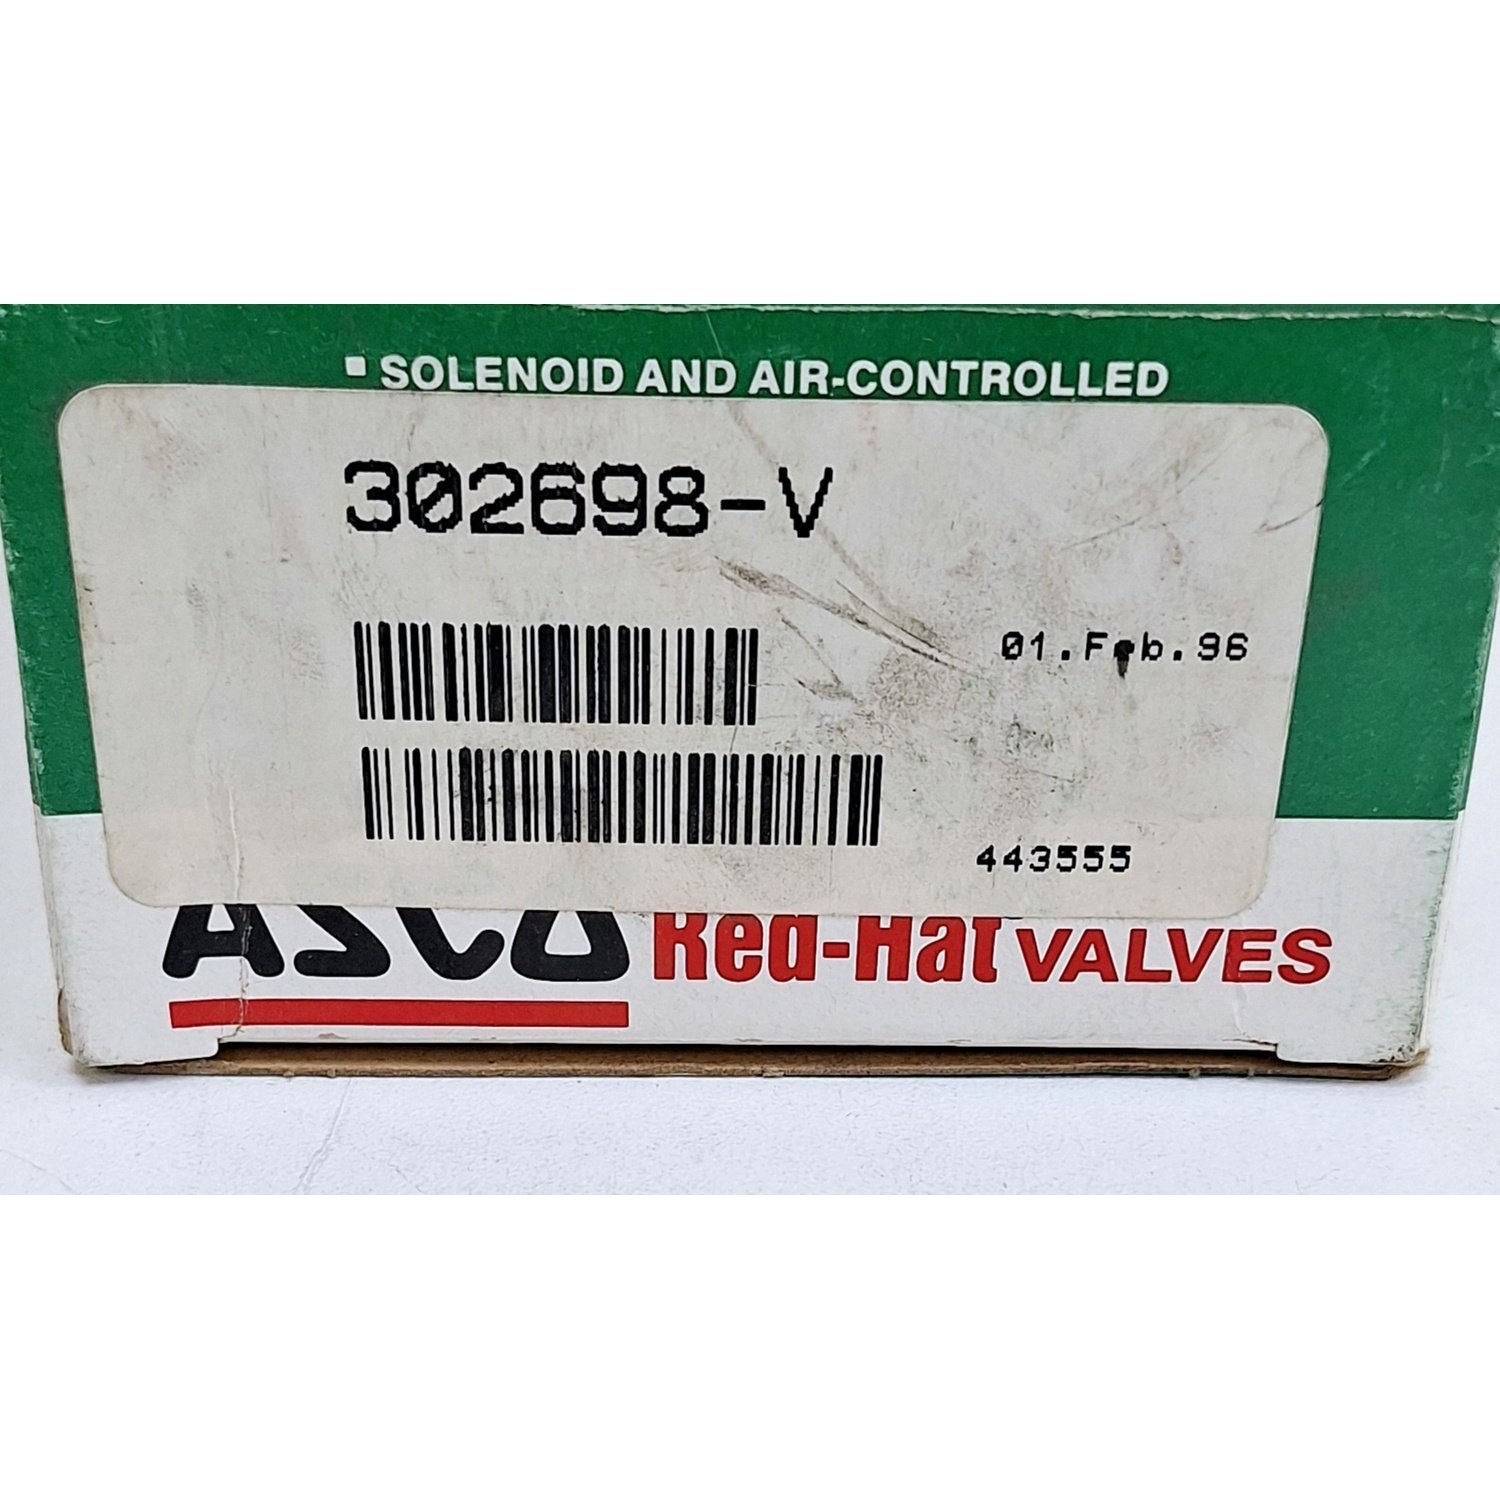 ▪ SOLENOID AND AIR-CONTROLLED
302698-V
01.Feb.96
443555
ASCO Red-Hat VALVES